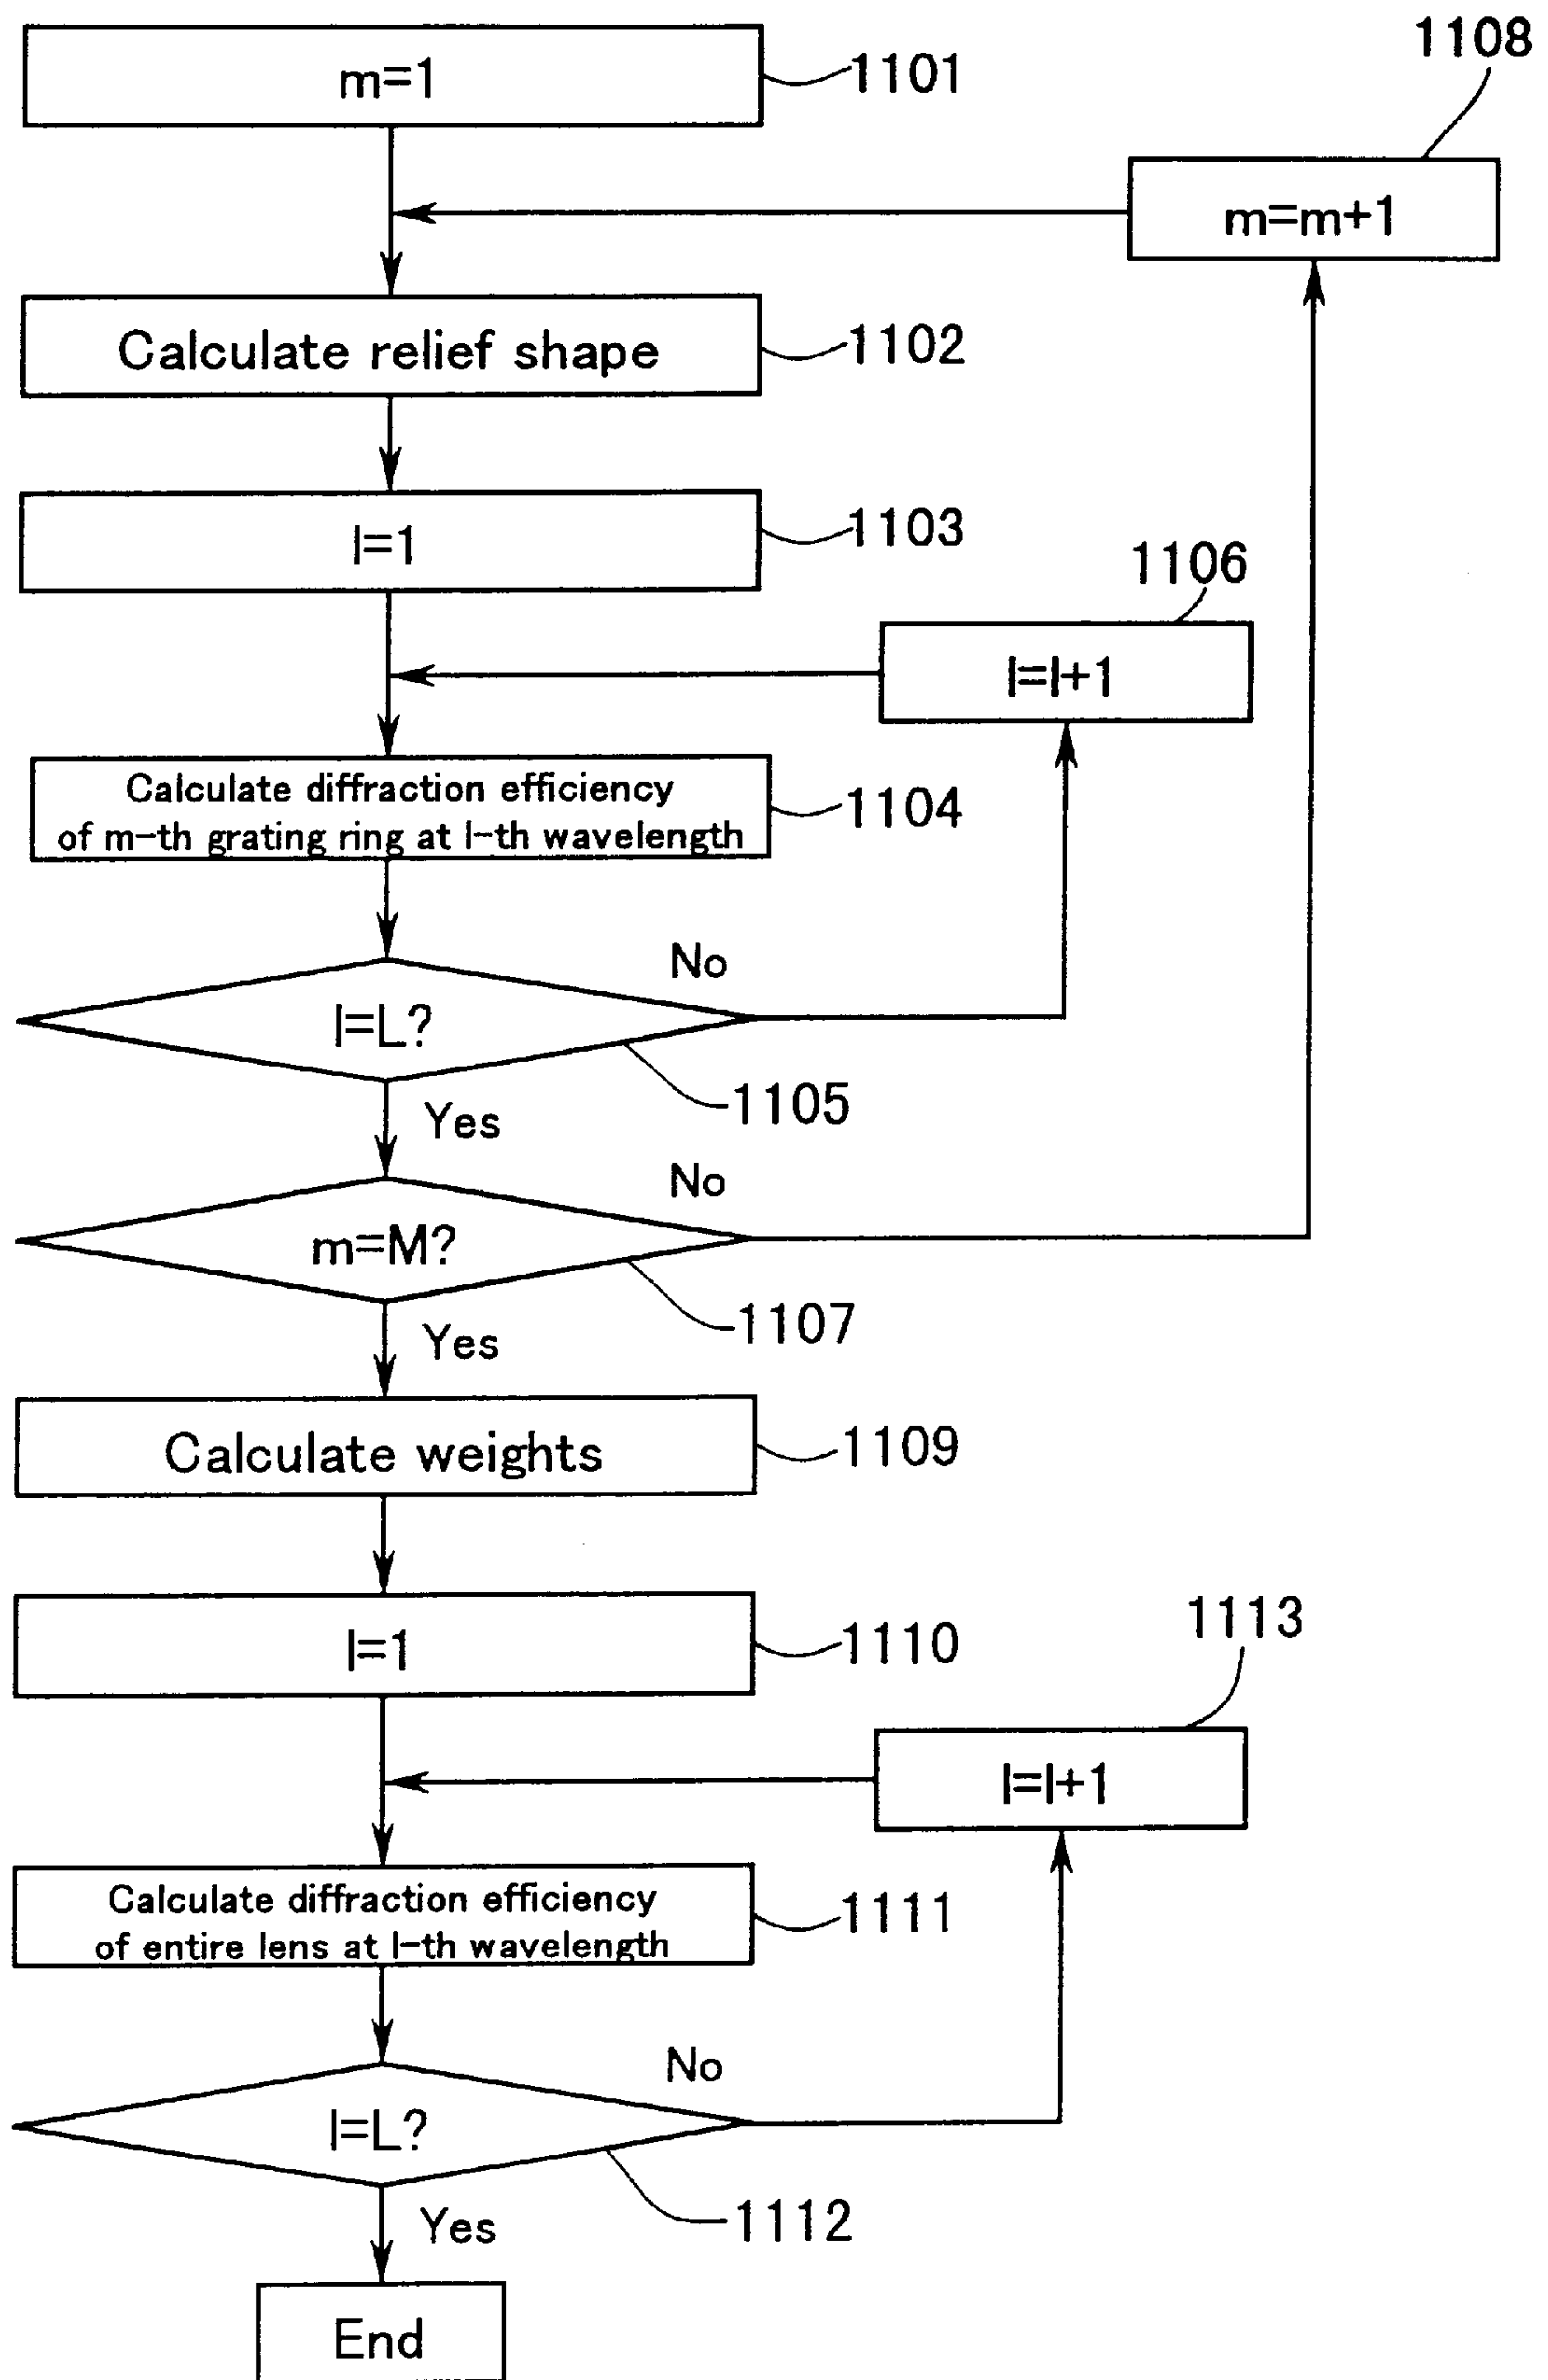 m=1
1101
1108
m=m+1
Calculate relief shape
1102
l=1
1103
1106
l=l+1
Calculate diffraction efficiency
of m-th grating ring at l-th wavelength
1104
No
l=L?
1105
Yes
No
m=M?
1107
Yes
Calculate weights
1109
l=1
1110
1113
l=l+1
Calculate diffraction efficiency
of entire lens at l-th wavelength
1111
No
l=L?
1112
Yes
End